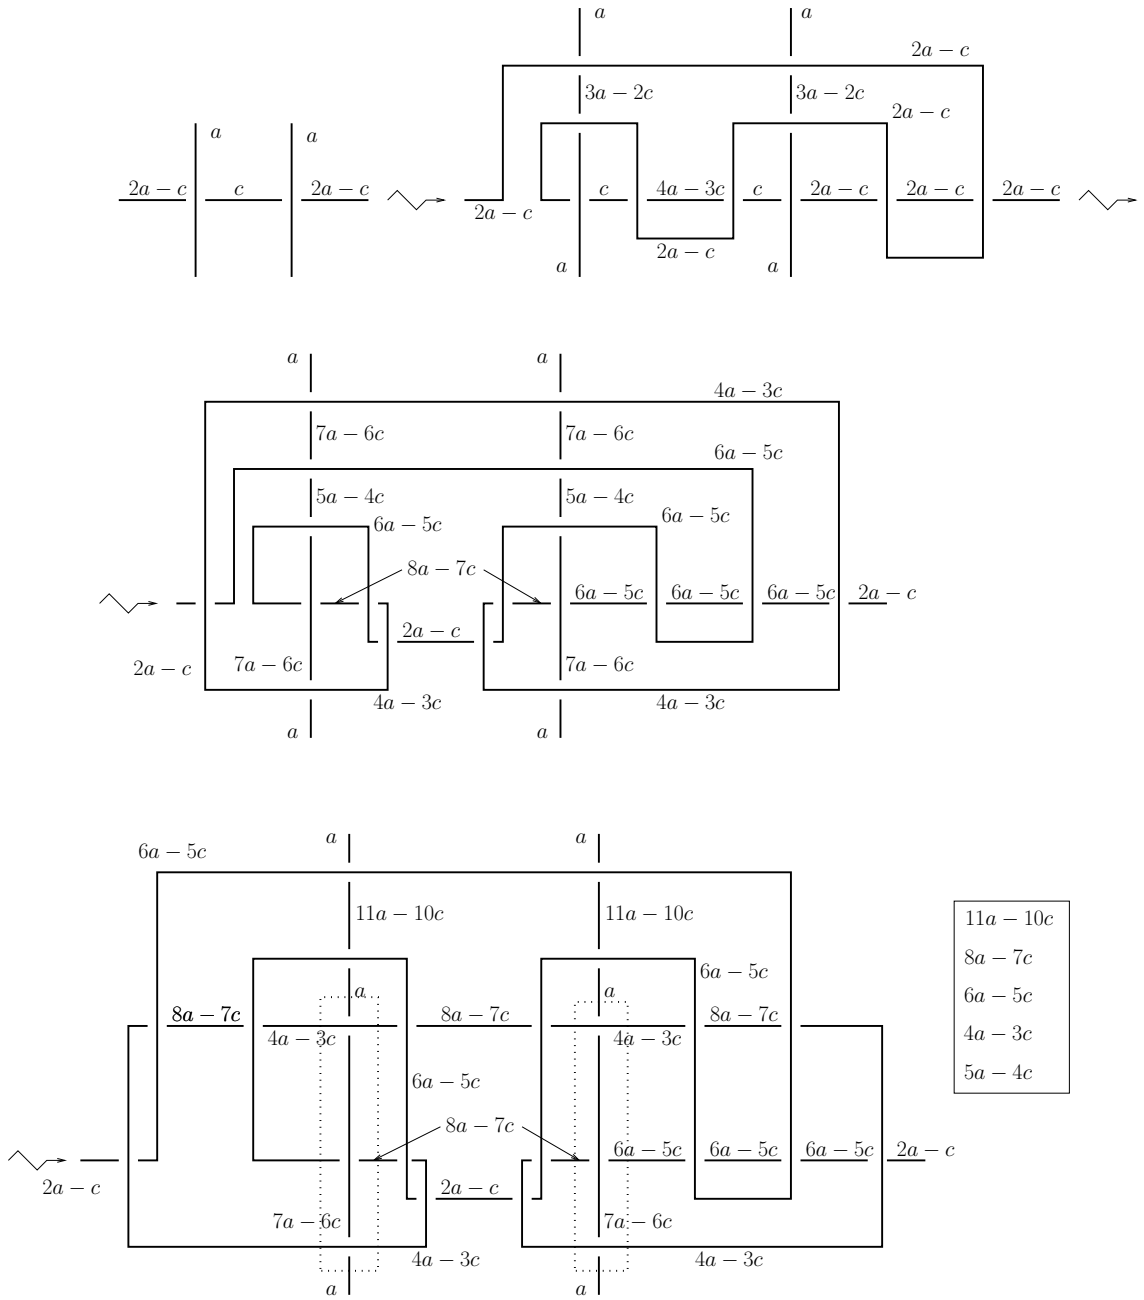 a a
2a − c
a a
3a − 2c 3a − 2c
2a − c
2a − c c 2a − c
c 4a − 3c c 2a − c 2a − c 2a − c
2a − c
2a − c
a a
a a
4a − 3c
7a − 6c 7a − 6c
6a − 5c
5a − 4c 5a − 4c
6a − 5c 6a − 5c
8a − 7c
6a − 5c 6a − 5c 6a − 5c 2a − c
2a − c
2a − c 7a − 6c 7a − 6c
4a − 3c 4a − 3c
a a
a a
6a − 5c
11a − 10c 11a − 10c
11a − 10c
8a − 7c
6a − 5c
6a − 5c
a a
8a − 7c 8a − 7c 8a − 7c
4a − 3c 4a − 3c
4a − 3c
5a − 4c
6a − 5c
8a − 7c
6a − 5c 6a − 5c 6a − 5c 2a − c
2a − c 2a − c
7a − 6c 7a − 6c
4a − 3c 4a − 3c
a a